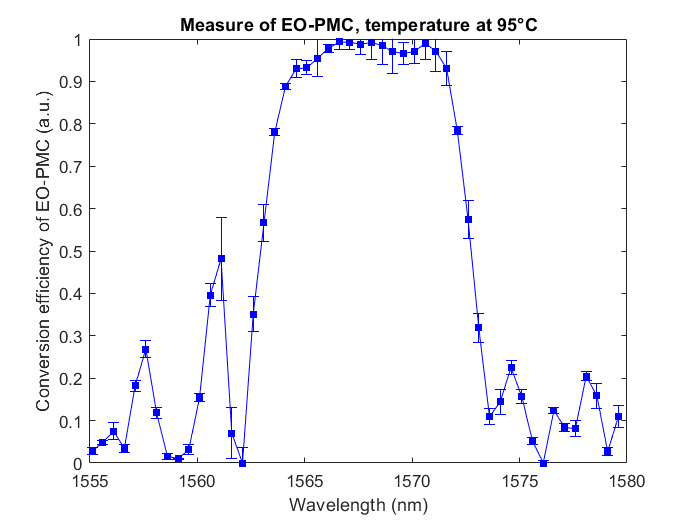 Measure of EO-PMC, temperature at 95°C
Conversion efficiency of EO-PMC (a.u.)
1
0.9
0.8
0.7
0.6
0.5
0.4
0.3
0.2
0.1
0
1555 1560 1565 1570 1575 1580
Wavelength (nm)